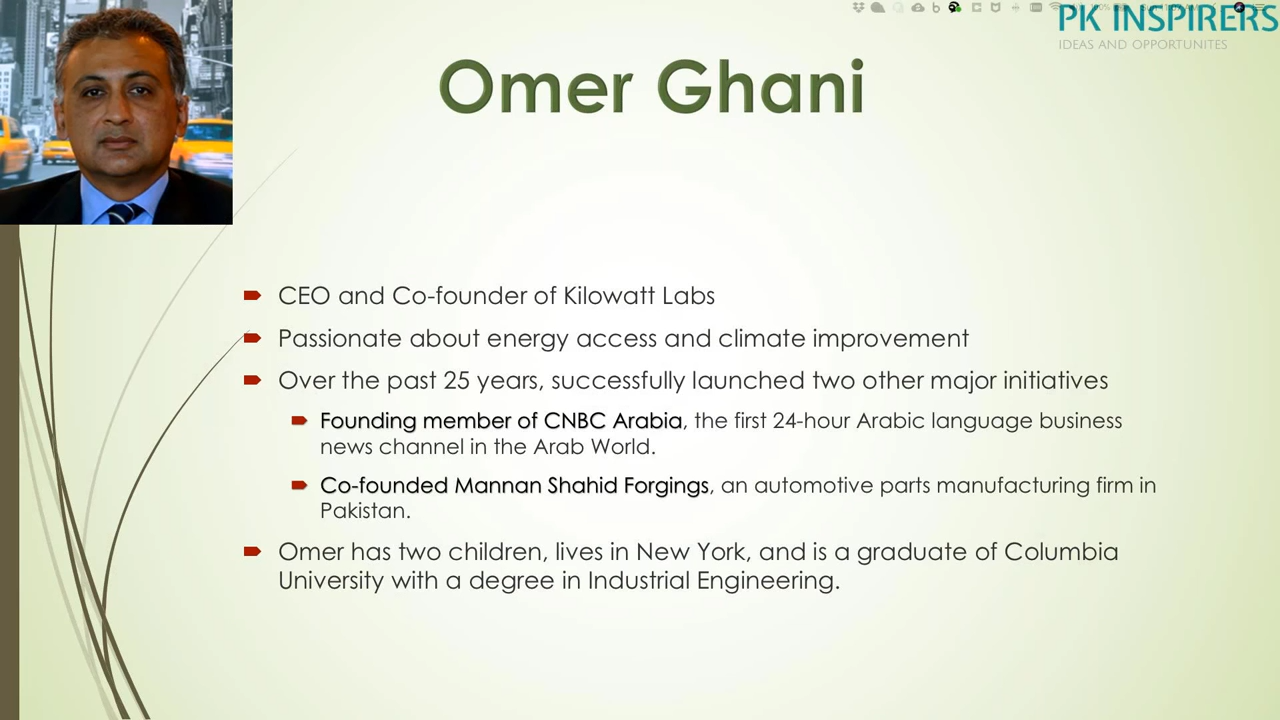 PK INSPIRERS
IDEAS AND OPPORTUNITES
Omer Ghani
CEO and Co-founder of Kilowatt Labs
Passionate about energy access and climate improvement
Over the past 25 years, successfully launched two other major initiatives
Founding member of CNBC Arabia, the first 24-hour Arabic language business
news channel in the Arab World.
Co-founded Mannan Shahid Forgings, an automotive parts manufacturing firm in
Pakistan.
Omer has two children, lives in New York, and is a graduate of Columbia
University with a degree in Industrial Engineering.